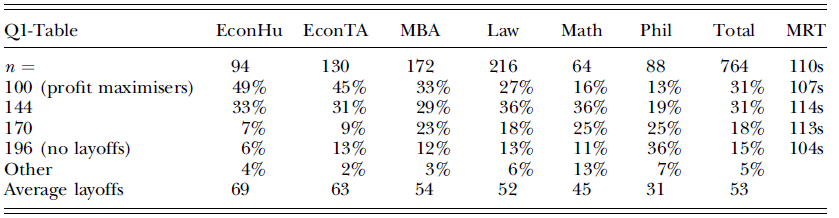 Q1-Table EconHu EconTA MBA Law Math Phil Total MRT
n = 94 130 172 216 64 88 764 110s
100 (profit maximisers) 49% 45% 33% 27% 16% 13% 31% 107s
144 33% 31% 29% 36% 36% 19% 31% 114s
170 7% 9% 23% 18% 25% 25% 18% 113s
196 (no layoffs) 6% 13% 12% 13% 11% 36% 15% 104s
Other 4% 2% 3% 6% 13% 7% 5%
Average layoffs 69 63 54 52 45 31 53